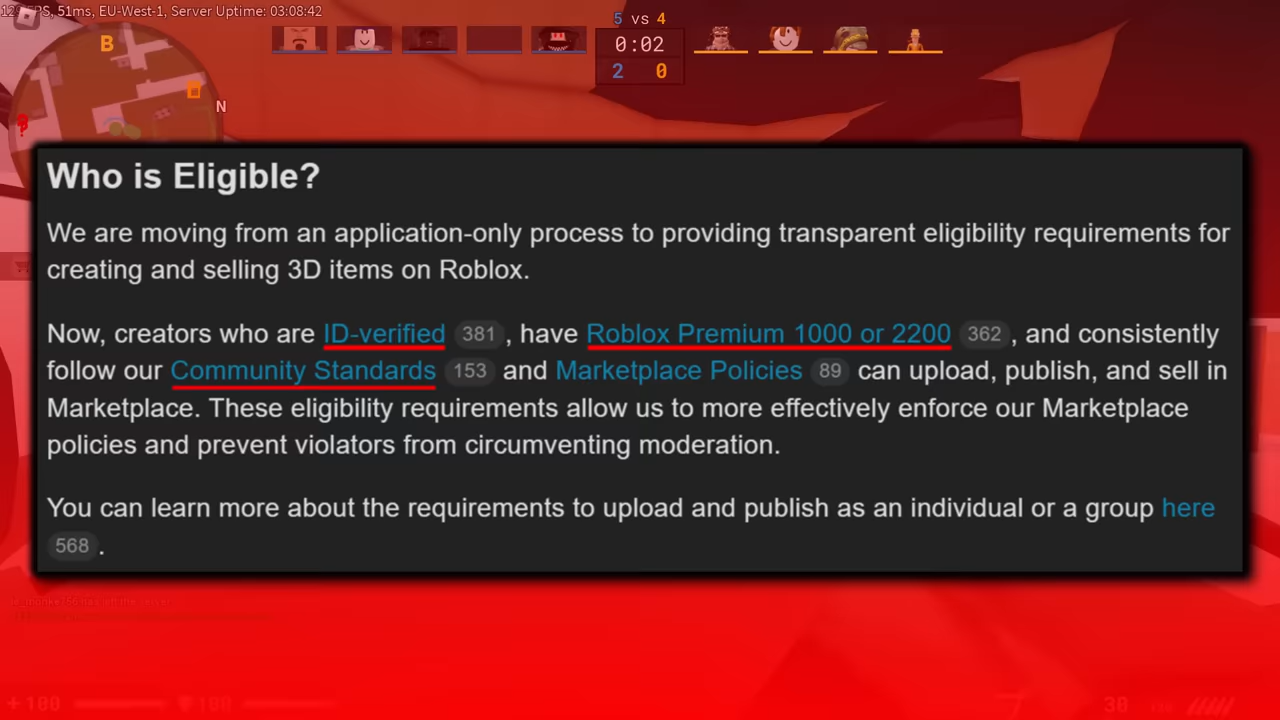 FPS, 51ms, EU-West-1, Server Uptime: 03:08:42
5 vs 4
0:02
2 0
B
N
Who is Eligible?
We are moving from an application-only process to providing transparent eligibility requirements for
creating and selling 3D items on Roblox.
Now, creators who are ID-verified 381 , have Roblox Premium 1000 or 2200 362 , and consistently
follow our Community Standards 153 and Marketplace Policies 89 can upload, publish, and sell in
Marketplace. These eligibility requirements allow us to more effectively enforce our Marketplace
policies and prevent violators from circumventing moderation.
You can learn more about the requirements to upload and publish as an individual or a group here
568 .
left the server
+100 100
30